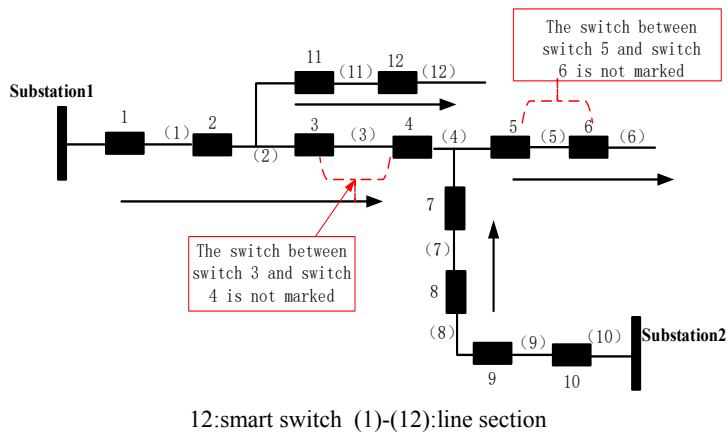 The switch between
switch 5 and switch
6 is not marked
11
(11)
12
(12)
Substation1
1
(1)
2
(2)
3
(3)
4
(4)
5
(5)
6
(6)
7
(7)
The switch between
switch 3 and switch
4 is not marked
8
(8)
9
(9)
10
(10)
Substation2
12:smart switch (1)-(12):line section